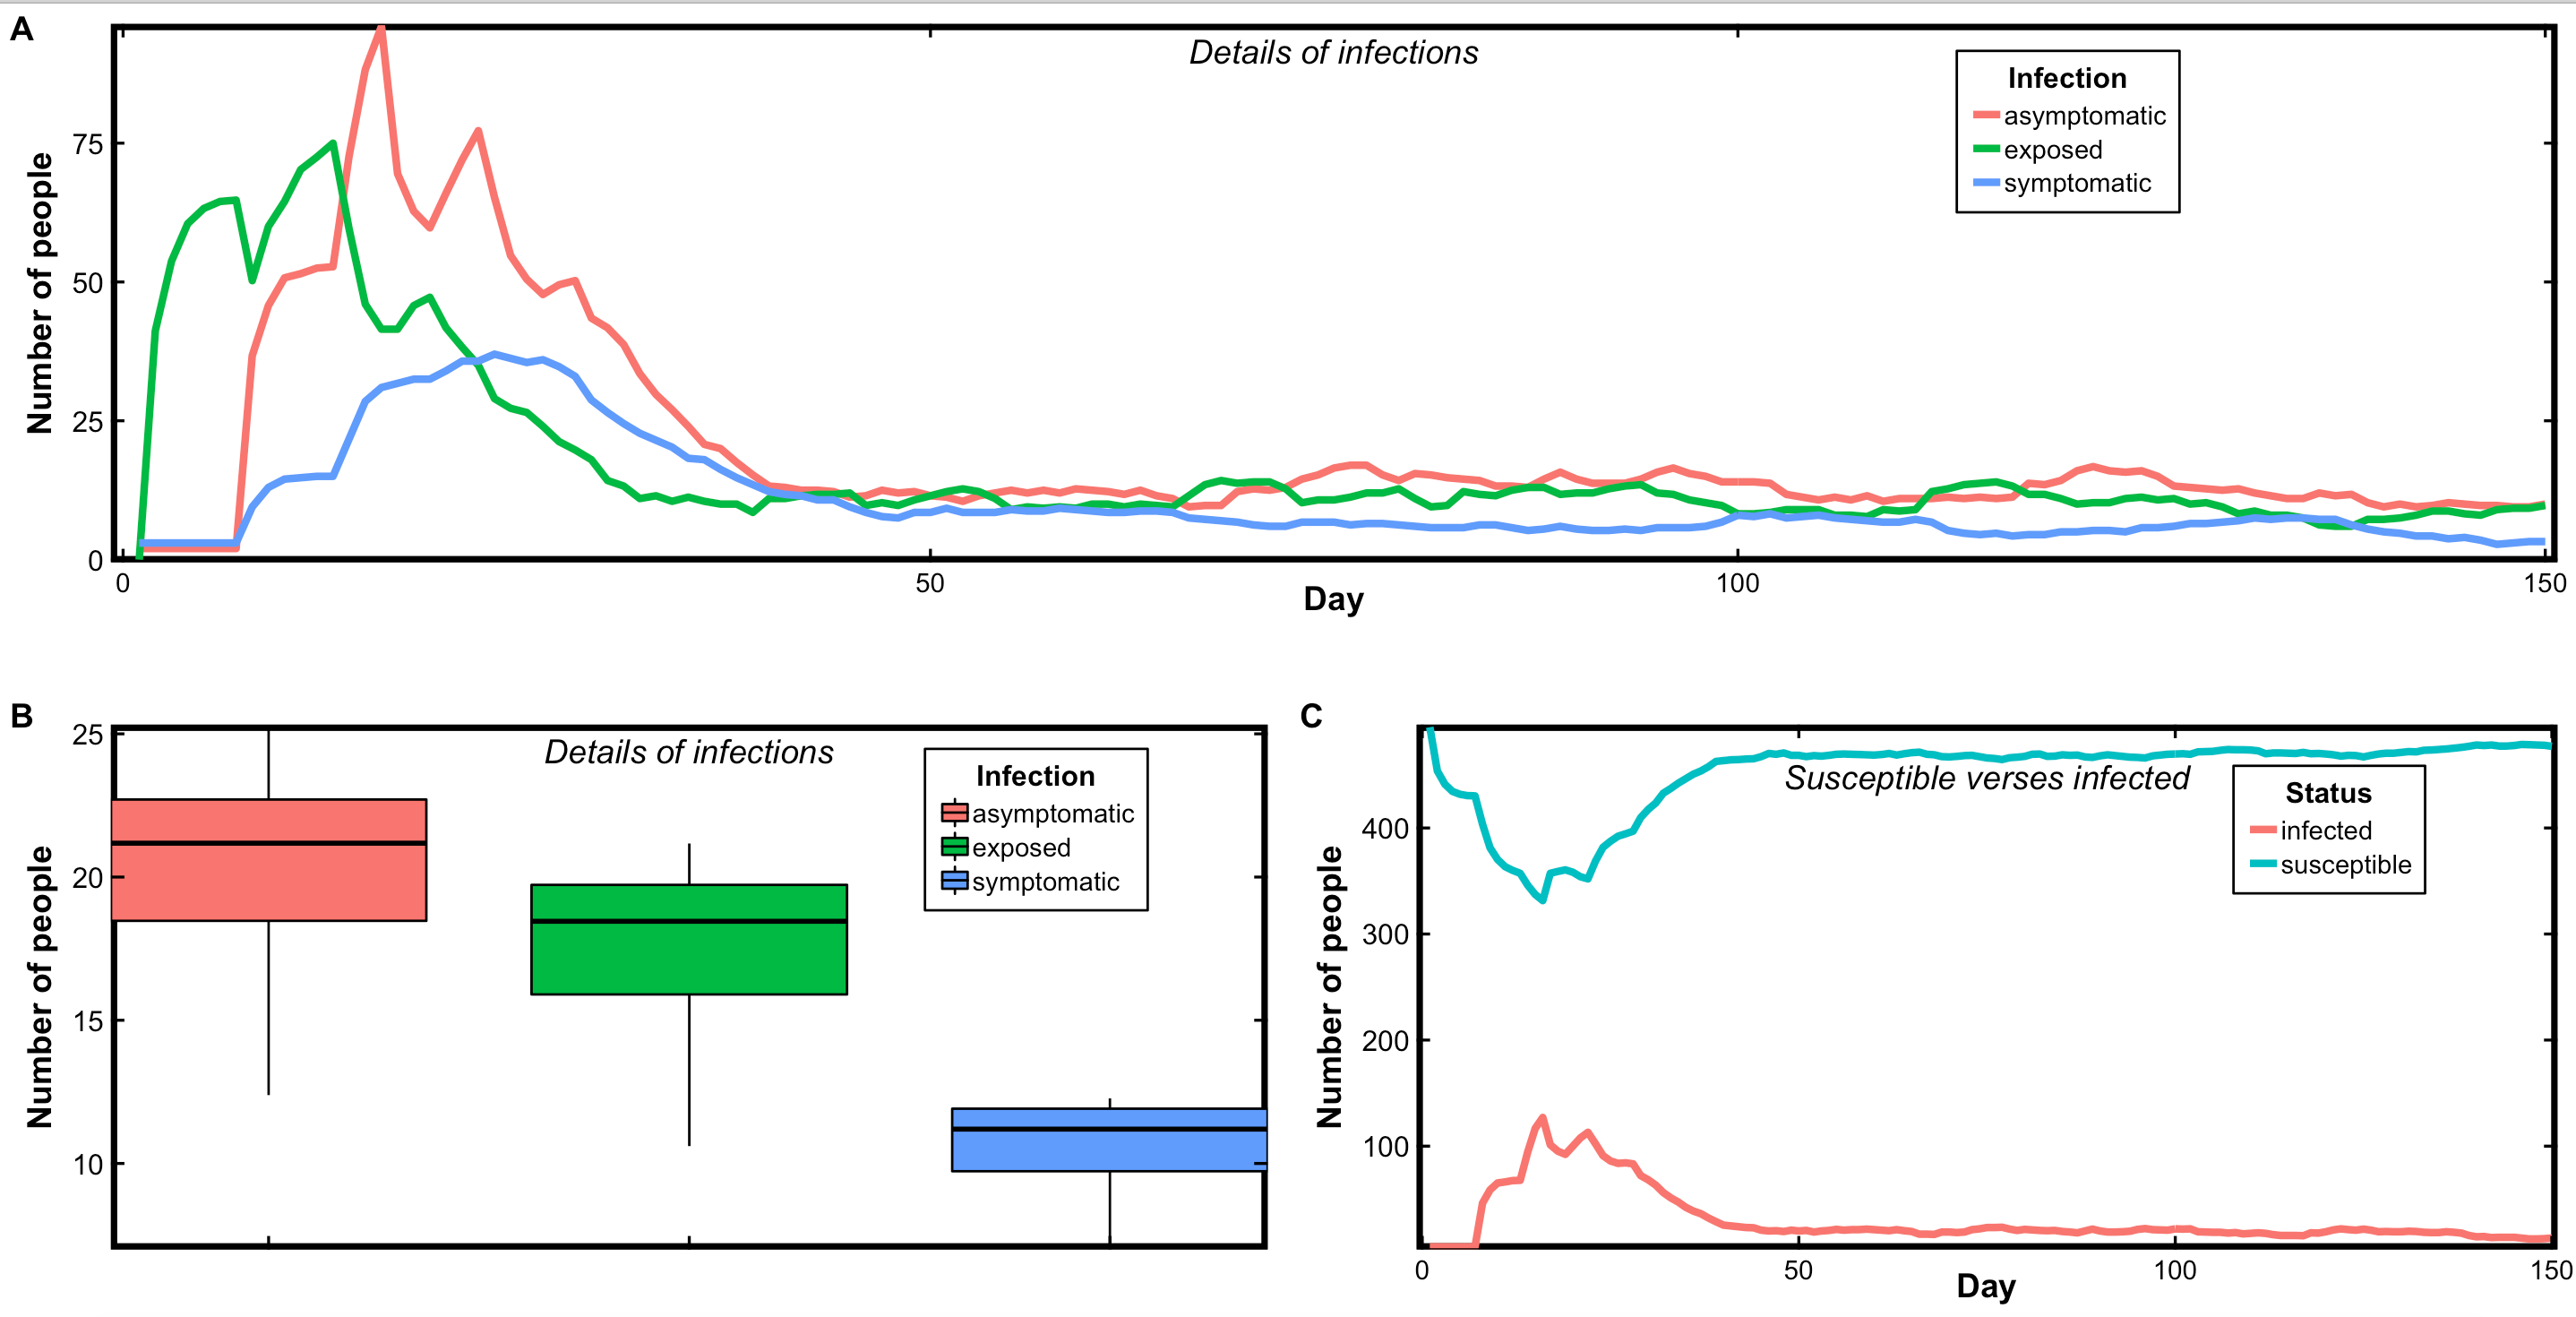 A
Details of infections
Infection
asymptomatic
exposed
symptomatic
Number of people
75
50
25
0
0
50
100
150
Day
B
Details of infections
Infection
asymptomatic
exposed
symptomatic
Number of people
25
20
15
10
C
Susceptible verses infected
Status
infected
susceptible
Number of people
400
300
200
100
0
50
100
150
Day